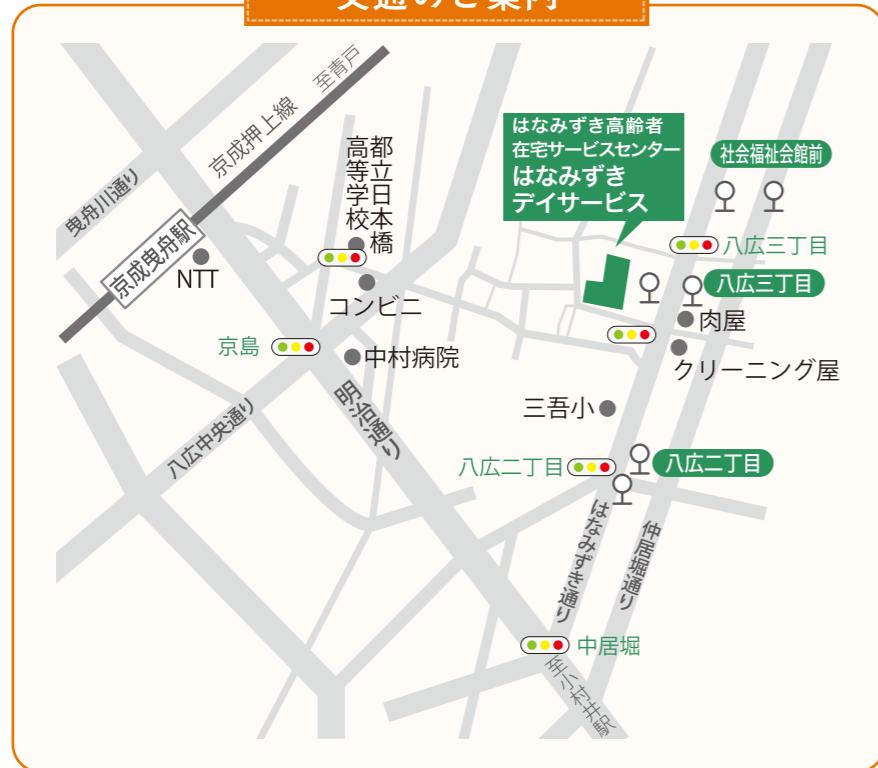 交通のご案内
至青戸
京成押上線
曳舟川通り
京成曳舟駅
NTT
都立日本橋
高等学校
コンビニ
京島
中村病院
明治通り
八広中央通り
はなみずき高齢者
在宅サービスセンター
はなみずき
デイサービス
社会福祉会館前
八広三丁目
八広三丁目
肉屋
クリーニング屋
三吾小
八広二丁目
八広二丁目
はなみずき通り
仲居堀通り
中居堀
至小村井駅